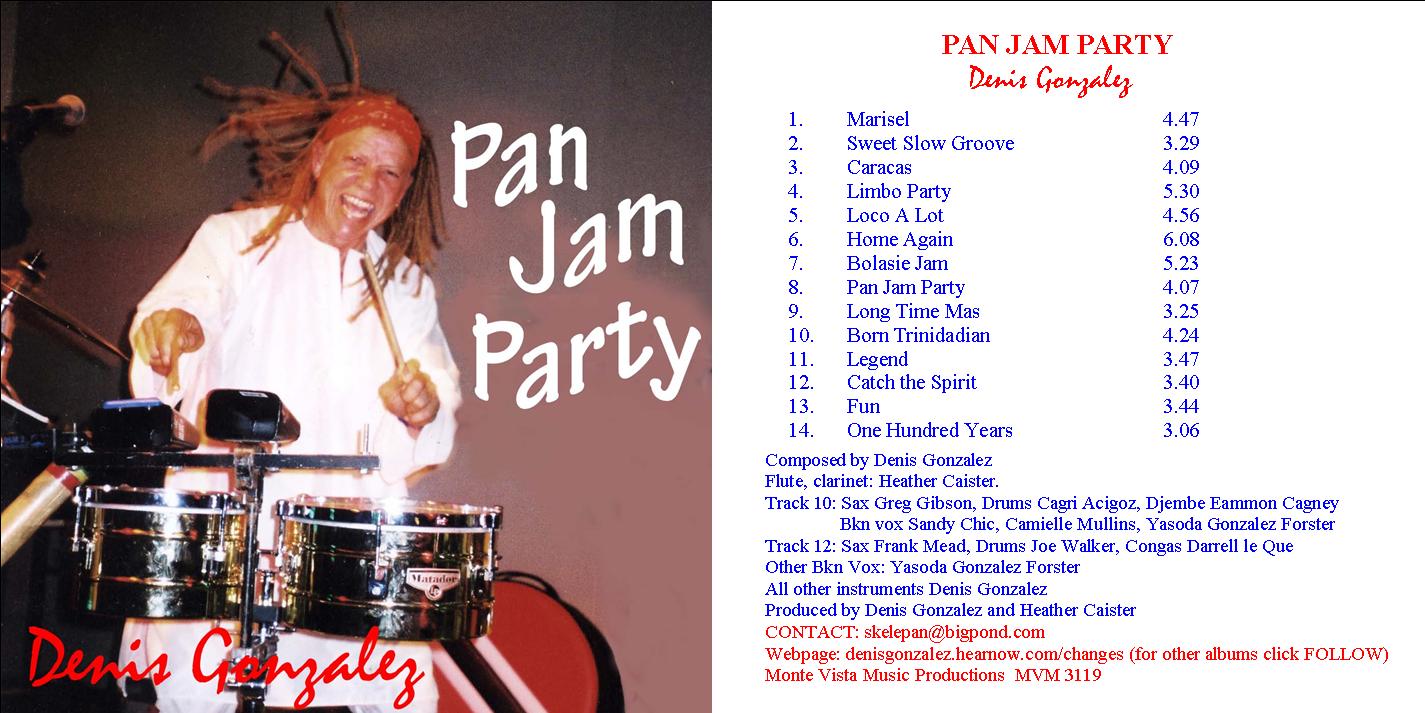 Pan
Jam
Party
Matador
LP
Denis Gonzalez
PAN JAM PARTY
Denis Gonzalez
1. Marisel 4.47
2. Sweet Slow Groove 3.29
3. Caracas 4.09
4. Limbo Party 5.30
5. Loco A Lot 4.56
6. Home Again 6.08
7. Bolasie Jam 5.23
8. Pan Jam Party 4.07
9. Long Time Mas 3.25
10. Born Trinidadian 4.24
11. Legend 3.47
12. Catch the Spirit 3.40
13. Fun 3.44
14. One Hundred Years 3.06
Composed by Denis Gonzalez
Flute, clarinet: Heather Caister.
Track 10: Sax Greg Gibson, Drums Cagri Acigoz, Djembe Eammon Cagney
Bkn vox Sandy Chic, Camielle Mullins, Yasoda Gonzalez Forster
Track 12: Sax Frank Mead, Drums Joe Walker, Congas Darrell le Que
Other Bkn Vox: Yasoda Gonzalez Forster
All other instruments Denis Gonzalez
Produced by Denis Gonzalez and Heather Caister
CONTACT: skelepan@bigpond.com
Webpage: denisgonzalez.hearnow.com/changes (for other albums click FOLLOW)
Monte Vista Music Productions MVM 3119